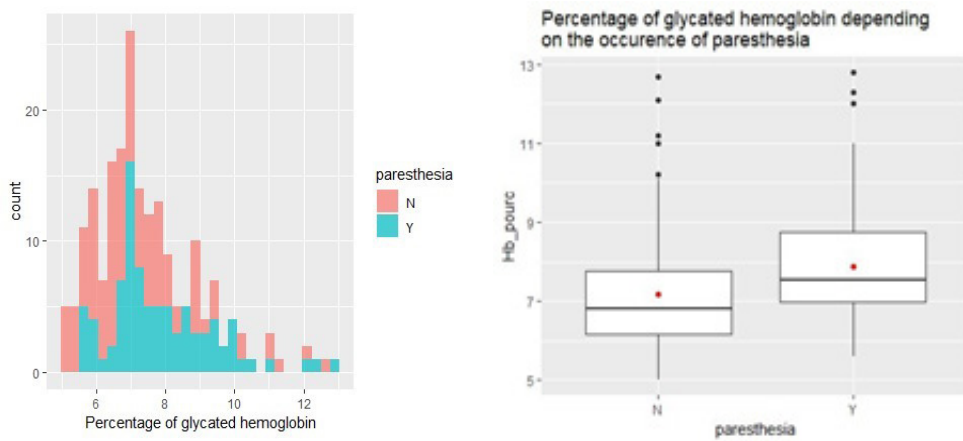 count
20
10
0
6
8
10
12
Percentage of glycated hemoglobin
paresthesia
N
Y
Percentage of glycated hemoglobin depending
on the occurence of paresthesia
Hb_pourc
13
11
9
7
5
N
Y
paresthesia